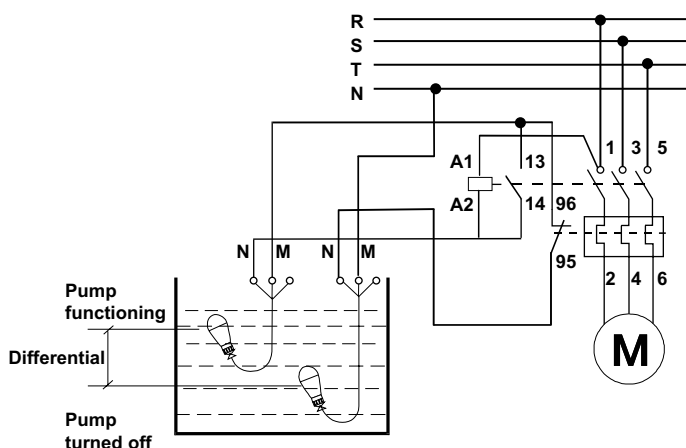 R
S
T
N
1 3 5
A1 13
A2 14 96
N M N M
95
2 4 6
Pump
functioning
Differential
M
Pump
turned off